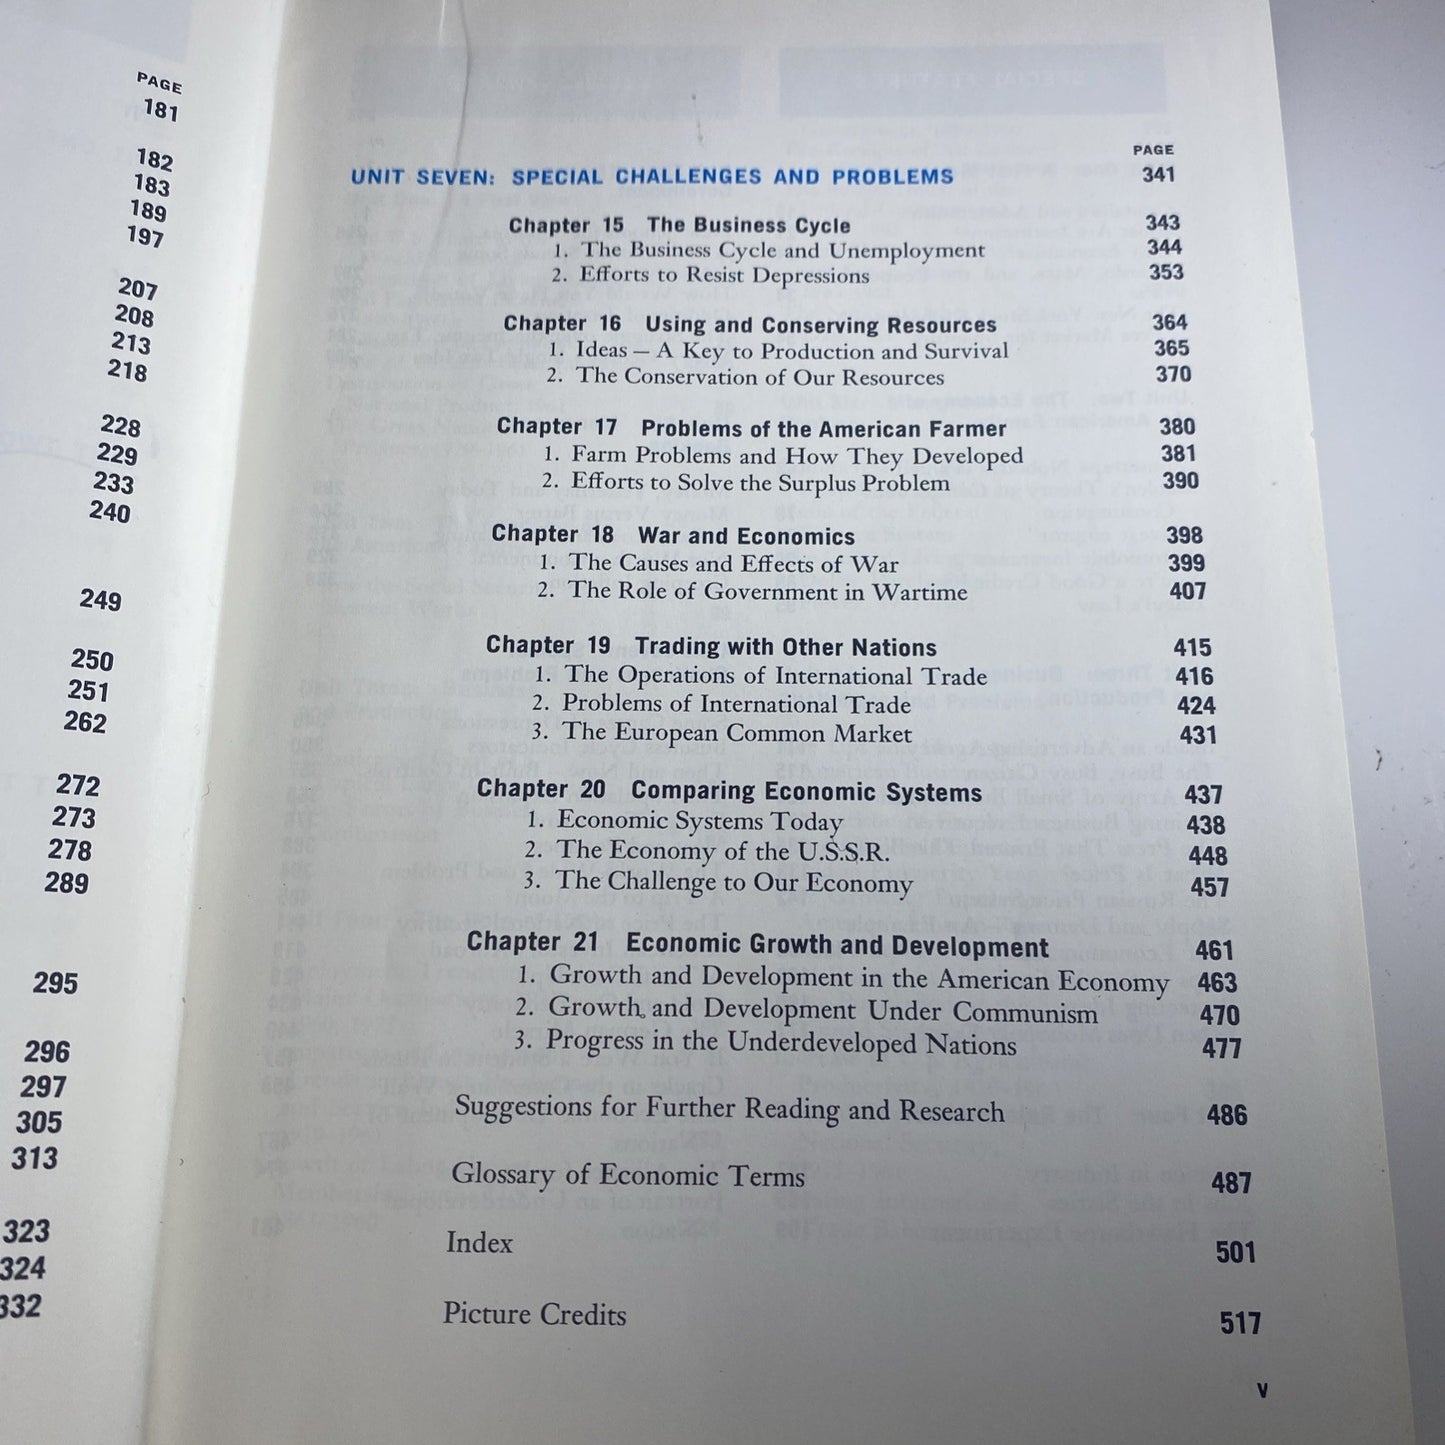 PAGE
181
182
183
189
197
207
208
213
218
228
229
233
240
249
250
251
262
272
273
278
289
295
296
297
305
313
323
324
332
PAGE
UNIT SEVEN: SPECIAL CHALLENGES AND PROBLEMS 341
Chapter 15 The Business Cycle 343
1. The Business Cycle and Unemployment 344
2. Efforts to Resist Depressions 353
Chapter 16 Using and Conserving Resources 364
1. Ideas — A Key to Production and Survival 365
2. The Conservation of Our Resources 370
Chapter 17 Problems of the American Farmer 380
1. Farm Problems and How They Developed 381
2. Efforts to Solve the Surplus Problem 390
Chapter 18 War and Economics 398
1. The Causes and Effects of War 399
2. The Role of Government in Wartime 407
Chapter 19 Trading with Other Nations 415
1. The Operations of International Trade 416
2. Problems of International Trade 424
3. The European Common Market 431
Chapter 20 Comparing Economic Systems 437
1. Economic Systems Today 438
2. The Economy of the U.S.S.R. 448
3. The Challenge to Our Economy 457
Chapter 21 Economic Growth and Development 461
1. Growth and Development in the American Economy 463
2. Growth and Development Under Communism 470
3. Progress in the Underdeveloped Nations 477
Suggestions for Further Reading and Research 486
Glossary of Economic Terms 487
Index 501
Picture Credits 517
v